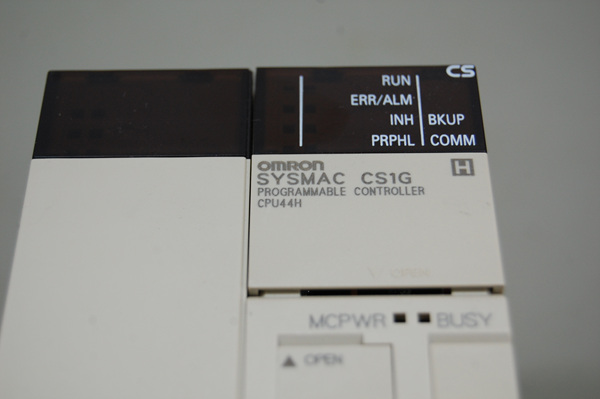 CS
RUN
ERR/ALM
INH BKUP
PRPHL COMM
OMRON H
SYSMAC CS1G
PROGRAMMABLE CONTROLLER
CPU44H
MCPWR BUSY
▲ OPEN